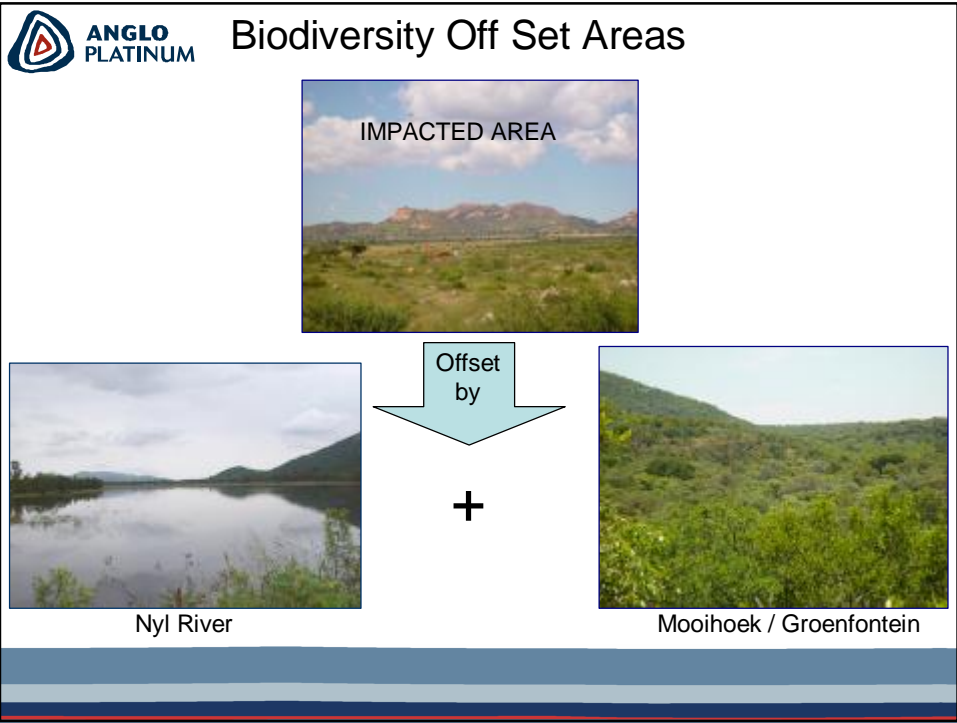 ANGLO
PLATINUM
Biodiversity Off Set Areas
IMPACTED AREA
Offset
by
+
Nyl River
Mooihoek / Groenfontein